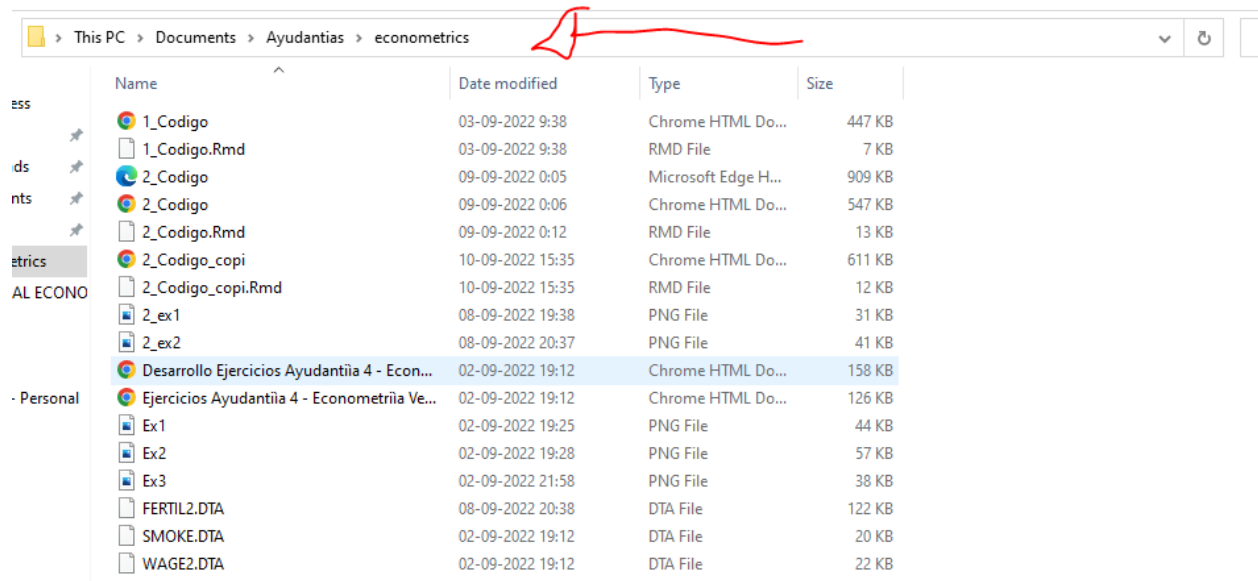 This PC > Documents > Ayudantias > econometrics
Name Date modified Type Size
ess
1_Codigo 03-09-2022 9:38 Chrome HTML Do... 447 KB
1_Codigo.Rmd 03-09-2022 9:38 RMD File 7 KB
ds 2_Codigo 09-09-2022 0:05 Microsoft Edge H... 909 KB
nts 2_Codigo 09-09-2022 0:06 Chrome HTML Do... 547 KB
2_Codigo.Rmd 09-09-2022 0:12 RMD File 13 KB
etrics 2_Codigo_copi 10-09-2022 15:35 Chrome HTML Do... 611 KB
AL ECONO 2_Codigo_copi.Rmd 10-09-2022 15:35 RMD File 12 KB
2_ex1 08-09-2022 19:38 PNG File 31 KB
2_ex2 08-09-2022 20:37 PNG File 41 KB
Desarrollo Ejercicios Ayudantìia 4 - Econ... 02-09-2022 19:12 Chrome HTML Do... 158 KB
- Personal Ejercicios Ayudantìia 4 - Econometrìia Ve... 02-09-2022 19:12 Chrome HTML Do... 126 KB
Ex1 02-09-2022 19:25 PNG File 44 KB
Ex2 02-09-2022 19:28 PNG File 57 KB
Ex3 02-09-2022 21:58 PNG File 38 KB
FERTIL2.DTA 08-09-2022 20:38 DTA File 122 KB
SMOKE.DTA 02-09-2022 19:12 DTA File 20 KB
WAGE2.DTA 02-09-2022 19:12 DTA File 22 KB